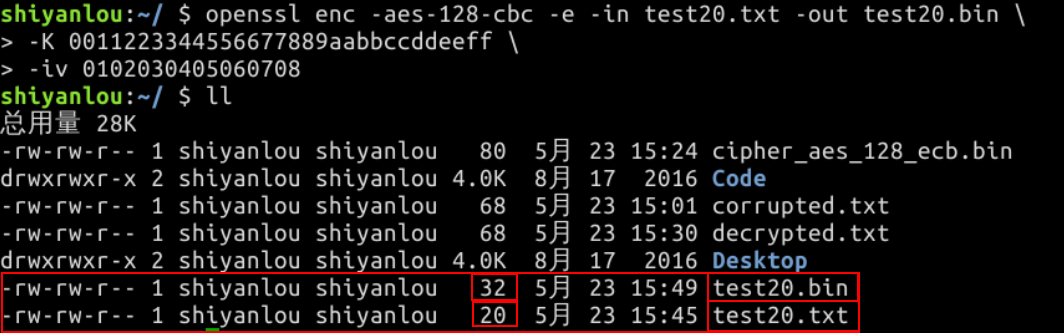 shiyanlou:~/ $ openssl enc -aes-128-cbc -e -in test20.txt -out test20.bin \
> -K 0011223344556677889aabbccddeeff \
> -iv 0102030405060708
shiyanlou:~/ $ ll
总用量 28K
-rw-rw-r-- 1 shiyanlou shiyanlou 80 5月 23 15:24 cipher_aes_128_ecb.bin
drwxrwxr-x 2 shiyanlou shiyanlou 4.0K 8月 17 2016 Code
-rw-rw-r-- 1 shiyanlou shiyanlou 68 5月 23 15:01 corrupted.txt
-rw-rw-r-- 1 shiyanlou shiyanlou 68 5月 23 15:30 decrypted.txt
drwxrwxr-x 2 shiyanlou shiyanlou 4.0K 8月 17 2016 Desktop
-rw-rw-r-- 1 shiyanlou shiyanlou 32 5月 23 15:49 test20.bin
-rw-rw-r-- 1 shiyanlou shiyanlou 20 5月 23 15:45 test20.txt